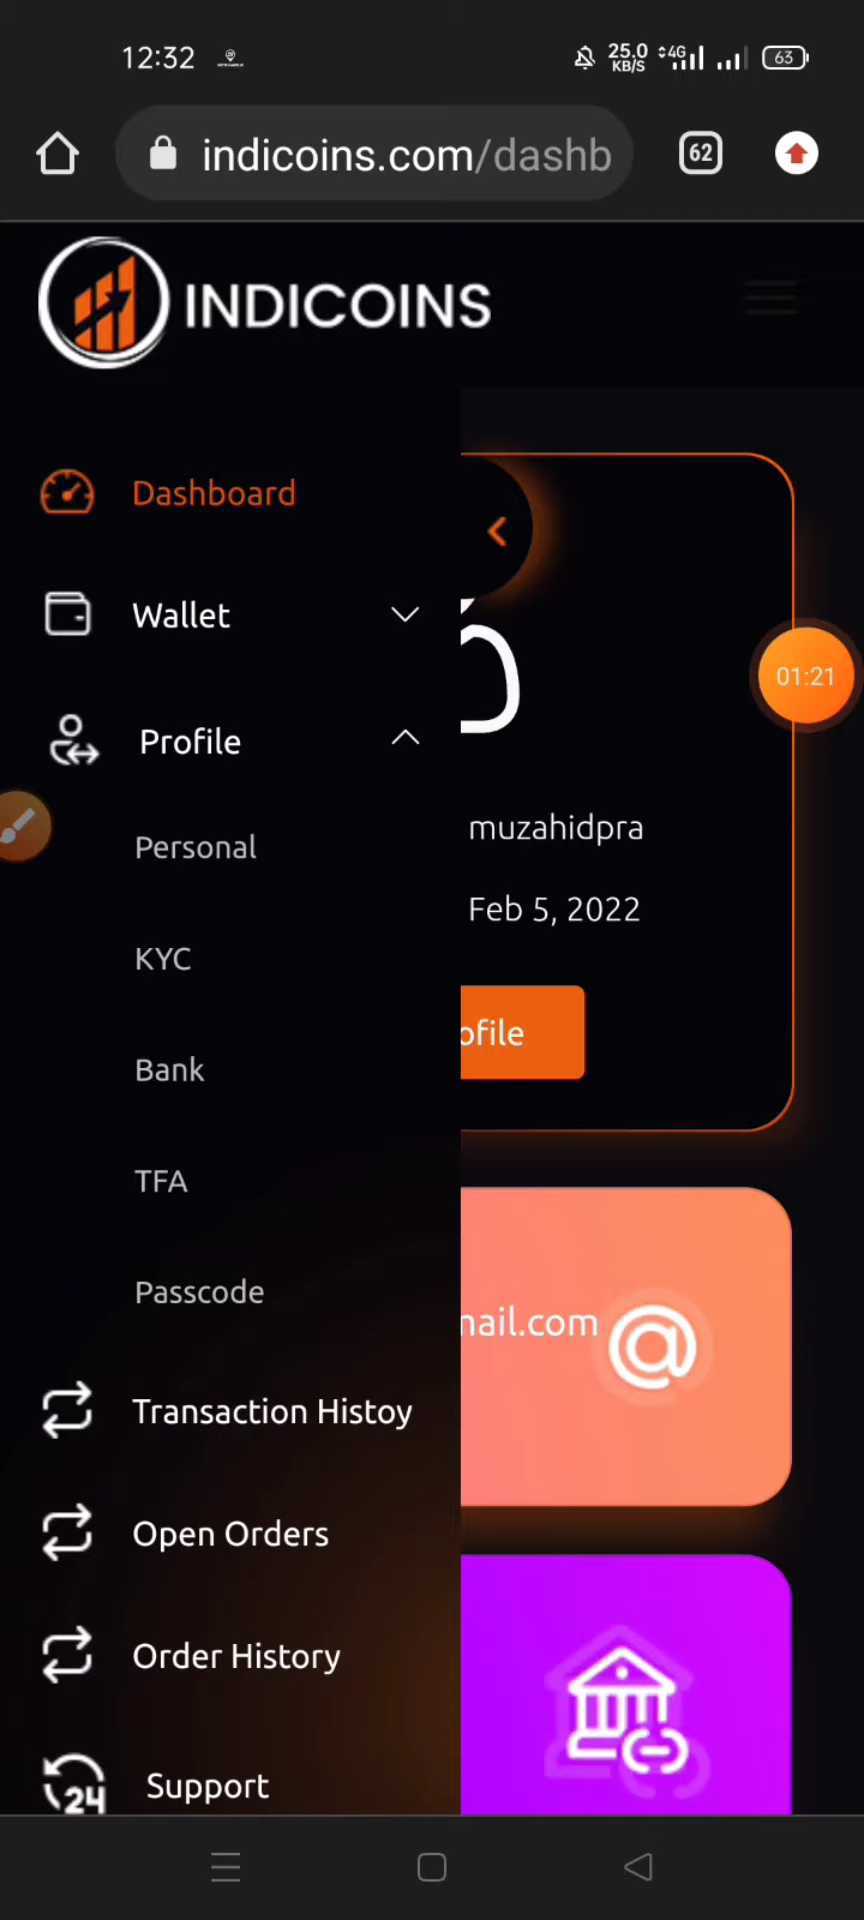 12:32
25.0
KB/S
4G
63
indicoins.com/dashb
62
INDICOINS
Dashboard
Wallet
01:21
Profile
muzahidpra
Personal
Feb 5, 2022
KYC
ofile
Bank
TFA
Passcode
mail.com
Transaction Histoy
Open Orders
Order History
24
Support